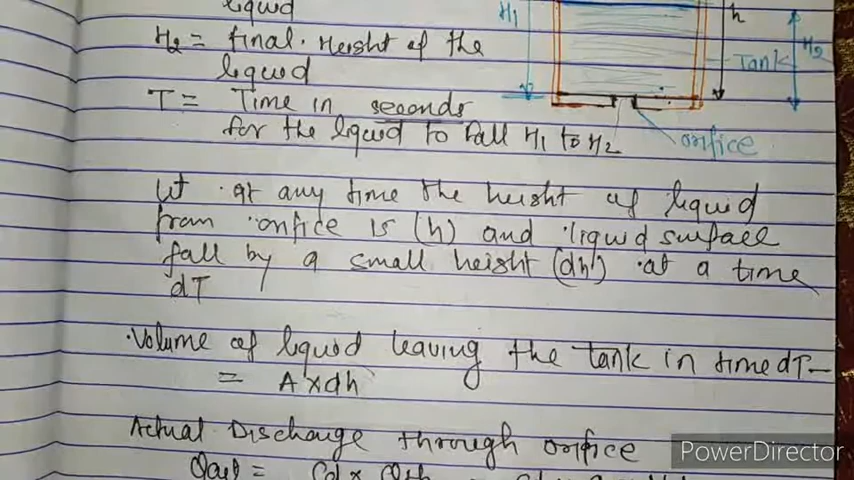 liquid
H1
h
H2 = final. Height of the
H2
liquid
Tank
T = Time in seconds
for the liquid to fall H1 to H2
orifice
let at any time the height of liquid
from orifice is (h) and liquid surface
fall by a small height (dh) at a time
dT
Volume of liquid leaving the tank in time dT-
= A x dh
Actual Discharge through orifice
= Cd x Qth
PowerDirector